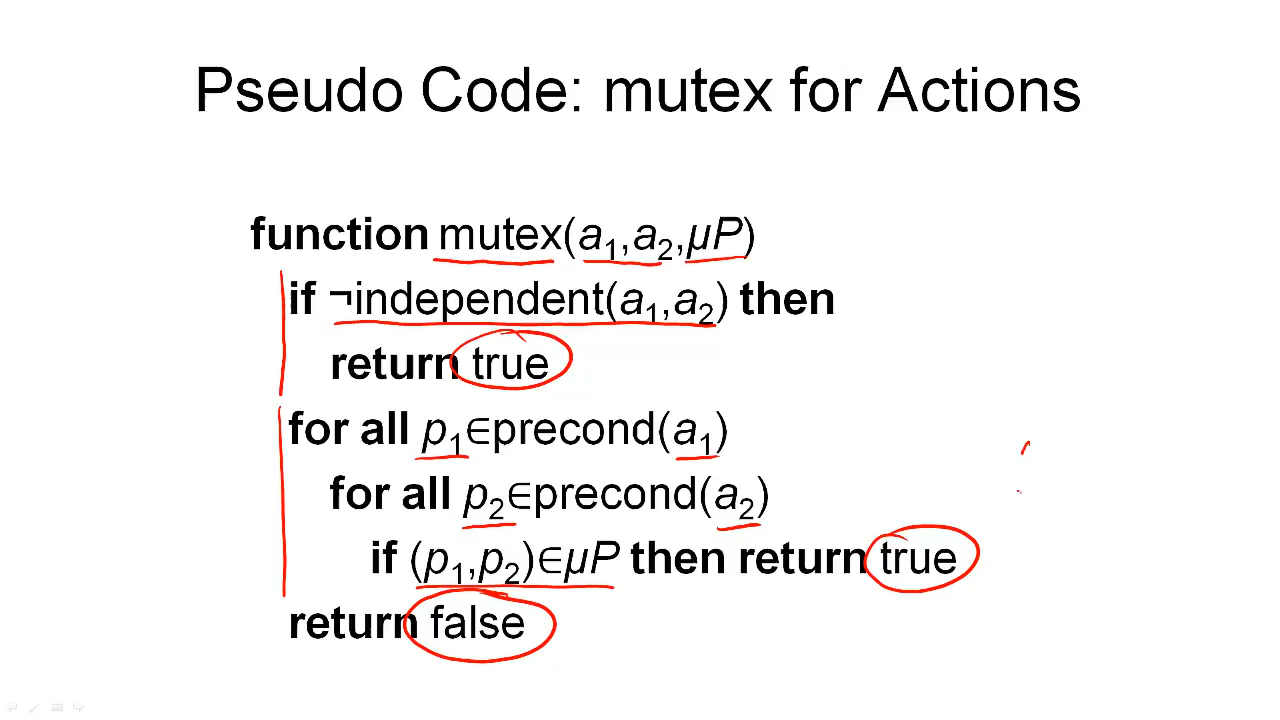 Pseudo Code: mutex for Actions
function mutex(a₁,a₂,μP)
if ¬independent(a₁,a₂) then
return true
for all p₁∈precond(a₁)
for all p₂∈precond(a₂)
if (p₁,p₂)∈μP then return true
return false